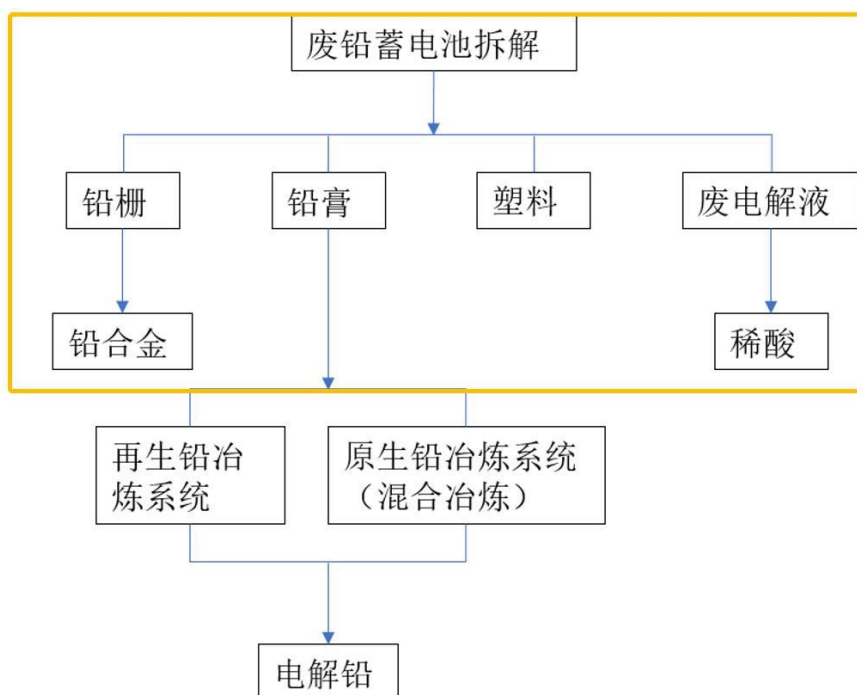 废铅蓄电池拆解
铅栅
铅膏
塑料
废电解液
铅合金
稀酸
再生铅冶
炼系统
原生铅冶炼系统
（混合冶炼）
电解铅